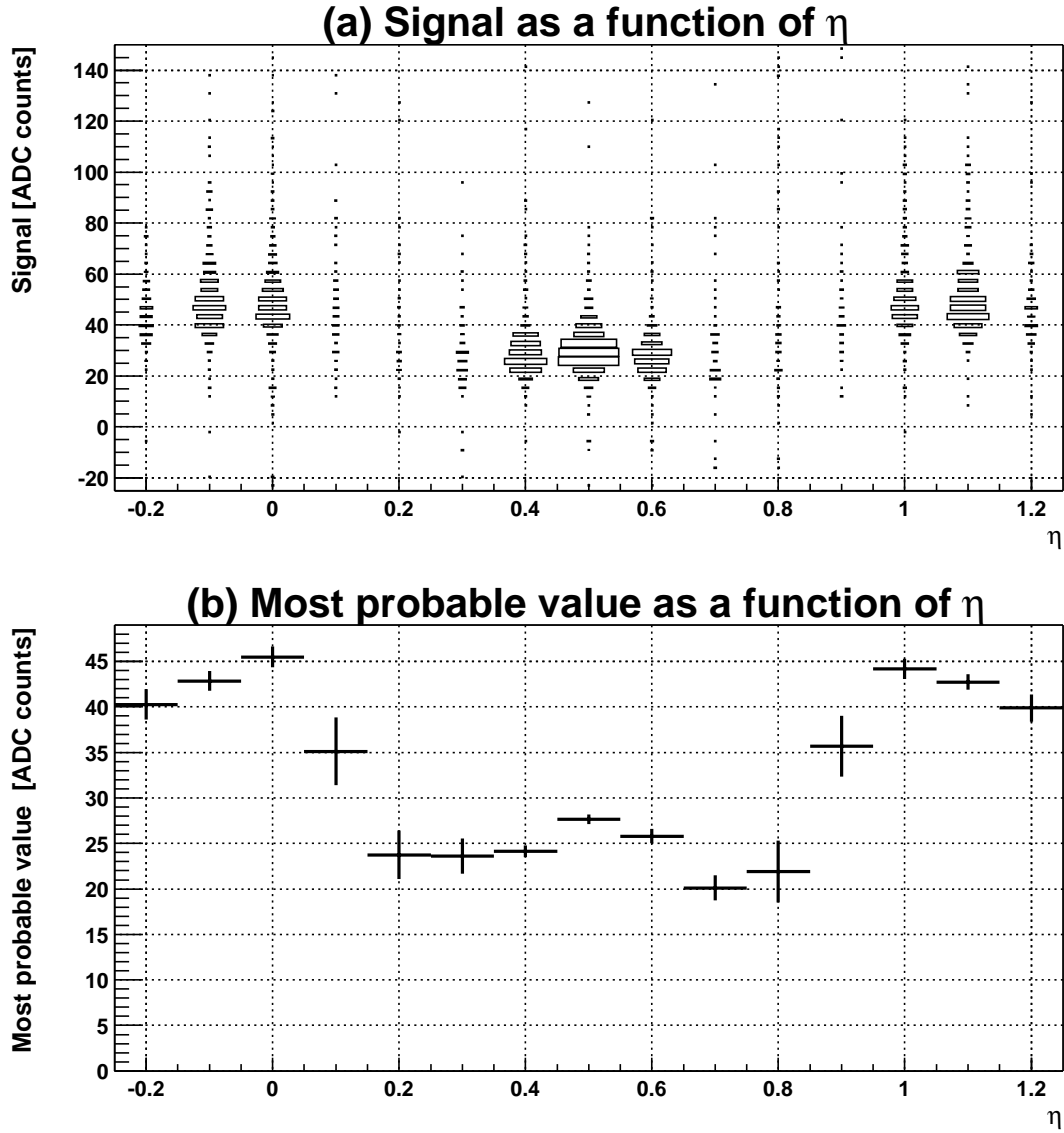 (a) Signal as a function of η
Signal [ADC counts]
140
120
100
80
60
40
20
0
-20
-0.2 0 0.2 0.4 0.6 0.8 1 1.2
η
(b) Most probable value as a function of η
Most probable value [ADC counts]
45
40
35
30
25
20
15
10
5
0
-0.2 0 0.2 0.4 0.6 0.8 1 1.2
η